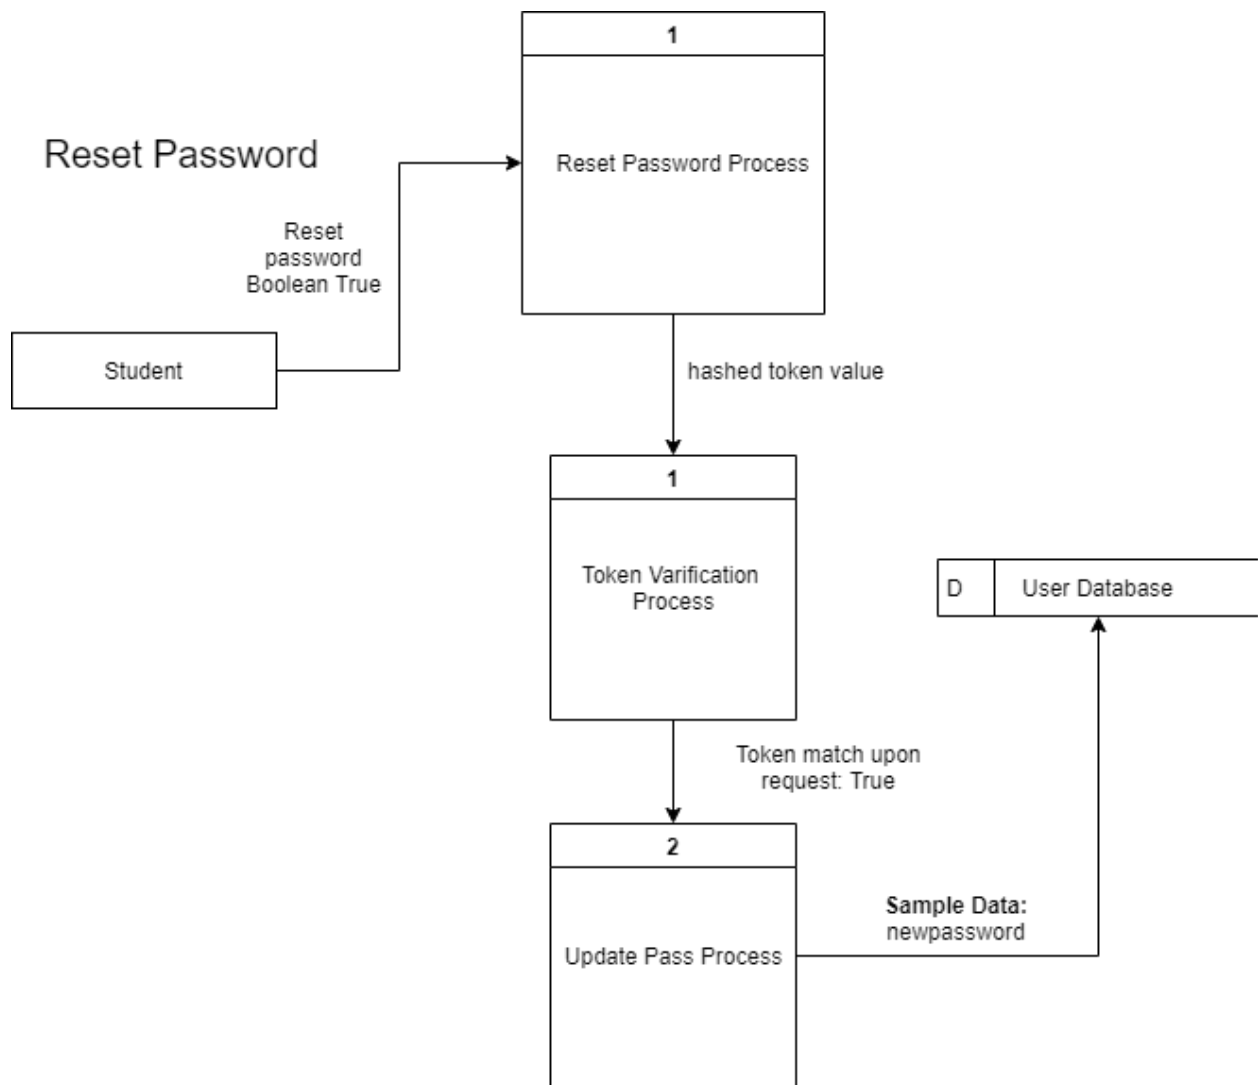 1
Reset Password
Reset Password Process
Reset
password
Boolean True
Student
hashed token value
1
Token Varification
Process
D
User Database
Token match upon
request: True
2
Sample Data:
newpassword
Update Pass Process